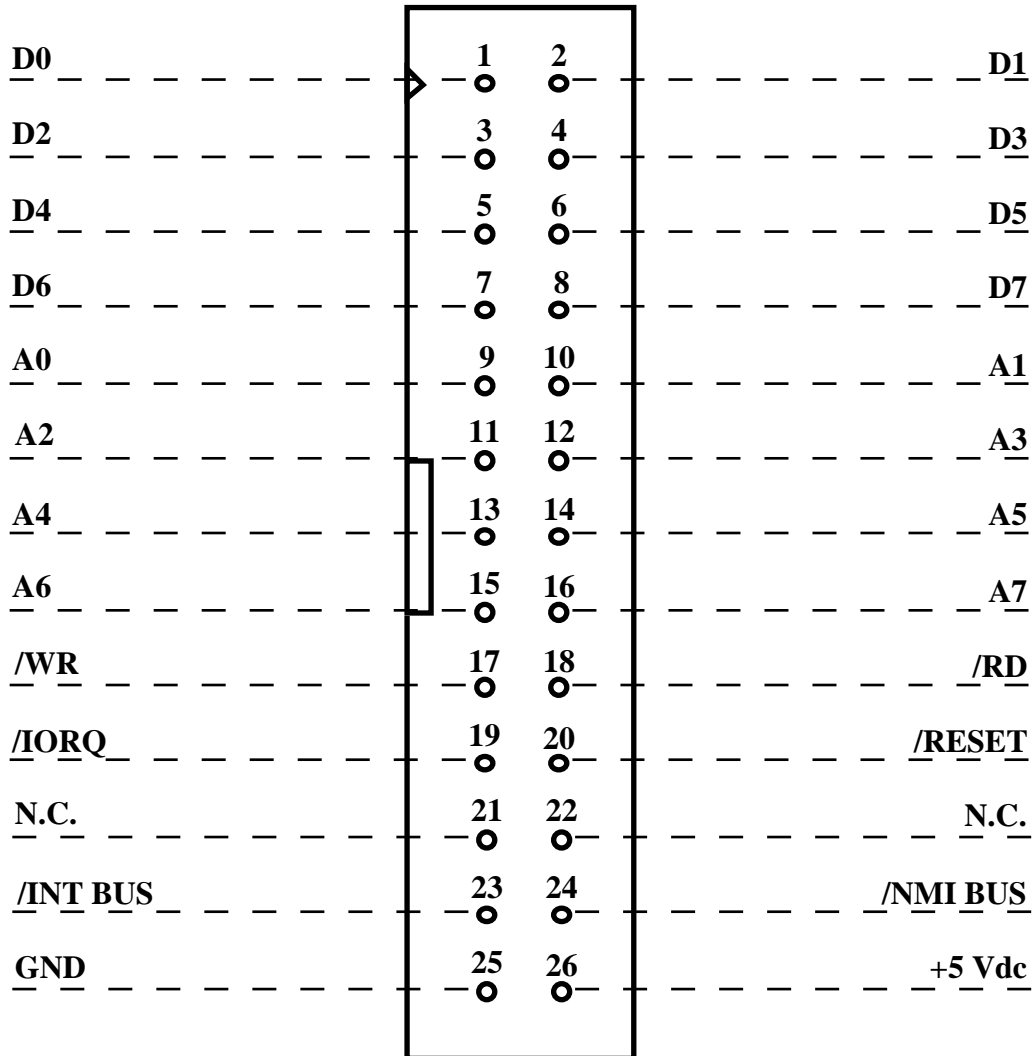 D0 1 2 D1
D2 3 4 D3
D4 5 6 D5
D6 7 8 D7
A0 9 10 A1
A2 11 12 A3
A4 13 14 A5
A6 15 16 A7
/WR 17 18 /RD
/IORQ 19 20 /RESET
N.C. 21 22 N.C.
/INT BUS 23 24 /NMI BUS
GND 25 26 +5 Vdc